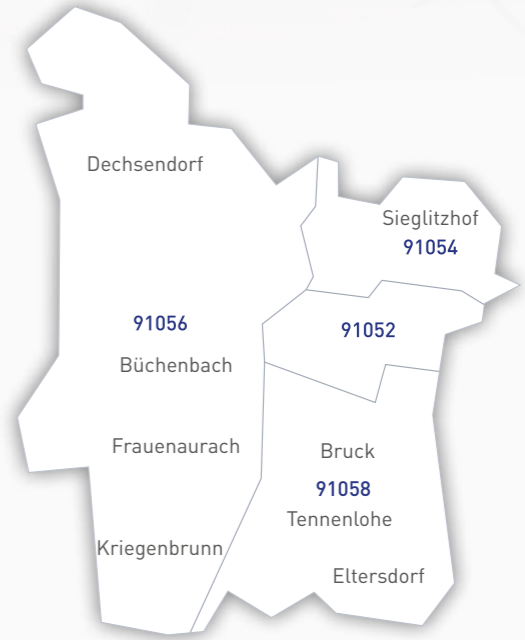 Dechsendorf
Sieglitzhof
91054
91056
91052
Büchenbach
Frauenaurach
Bruck
91058
Tennenlohe
Kriegenbrunn
Eltersdorf